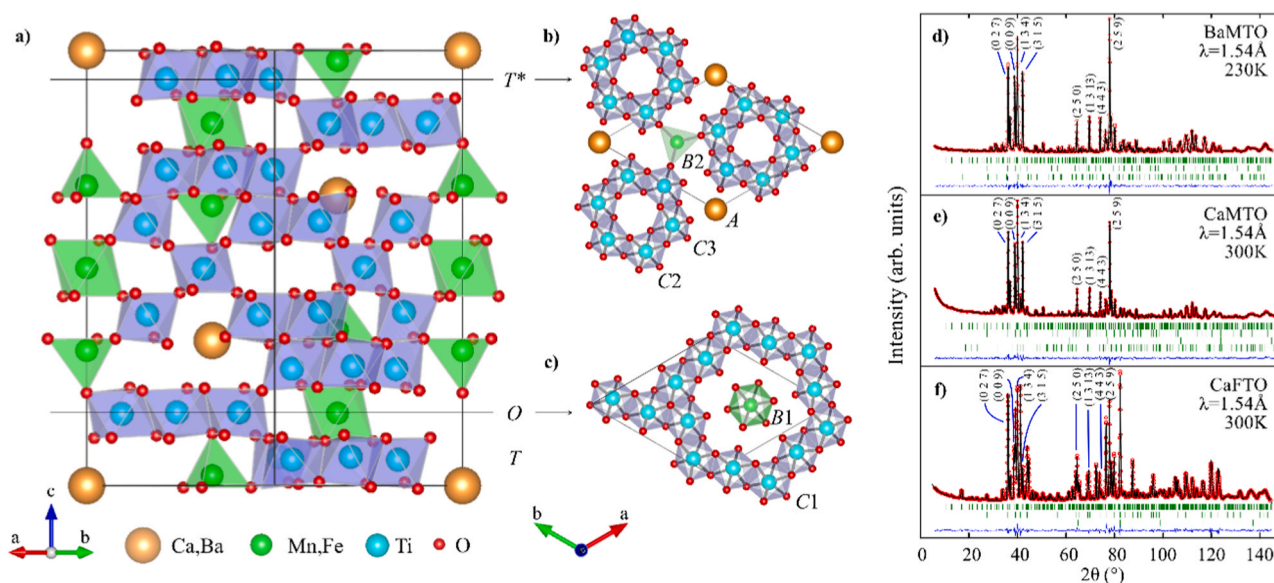 a)
T*
O
T
c
a
b
Ca,Ba
Mn,Fe
Ti
O
b)
B2
A
C3
C2
c)
B1
C1
b
a
Intensity (arb. units)
d)
BaMTO
λ=1.54Å
230K
(0 2 7)
(0 0 9)
(1 3 4)
(3 1 5)
(2 5 0)
(1 3 13)
(4 4 3)
(2 5 9)
e)
CaMTO
λ=1.54Å
300K
(0 2 7)
(0 0 9)
(1 3 4)
(3 1 5)
(2 5 0)
(1 3 13)
(4 4 3)
(2 5 9)
f)
CaFTO
λ=1.54Å
300K
(0 2 7)
(0 0 9)
(1 3 4)
(3 1 5)
(2 5 0)
(1 3 13)
(4 4 3)
(2 5 9)
0 20 40 60 80 100 120 140
2θ (°)